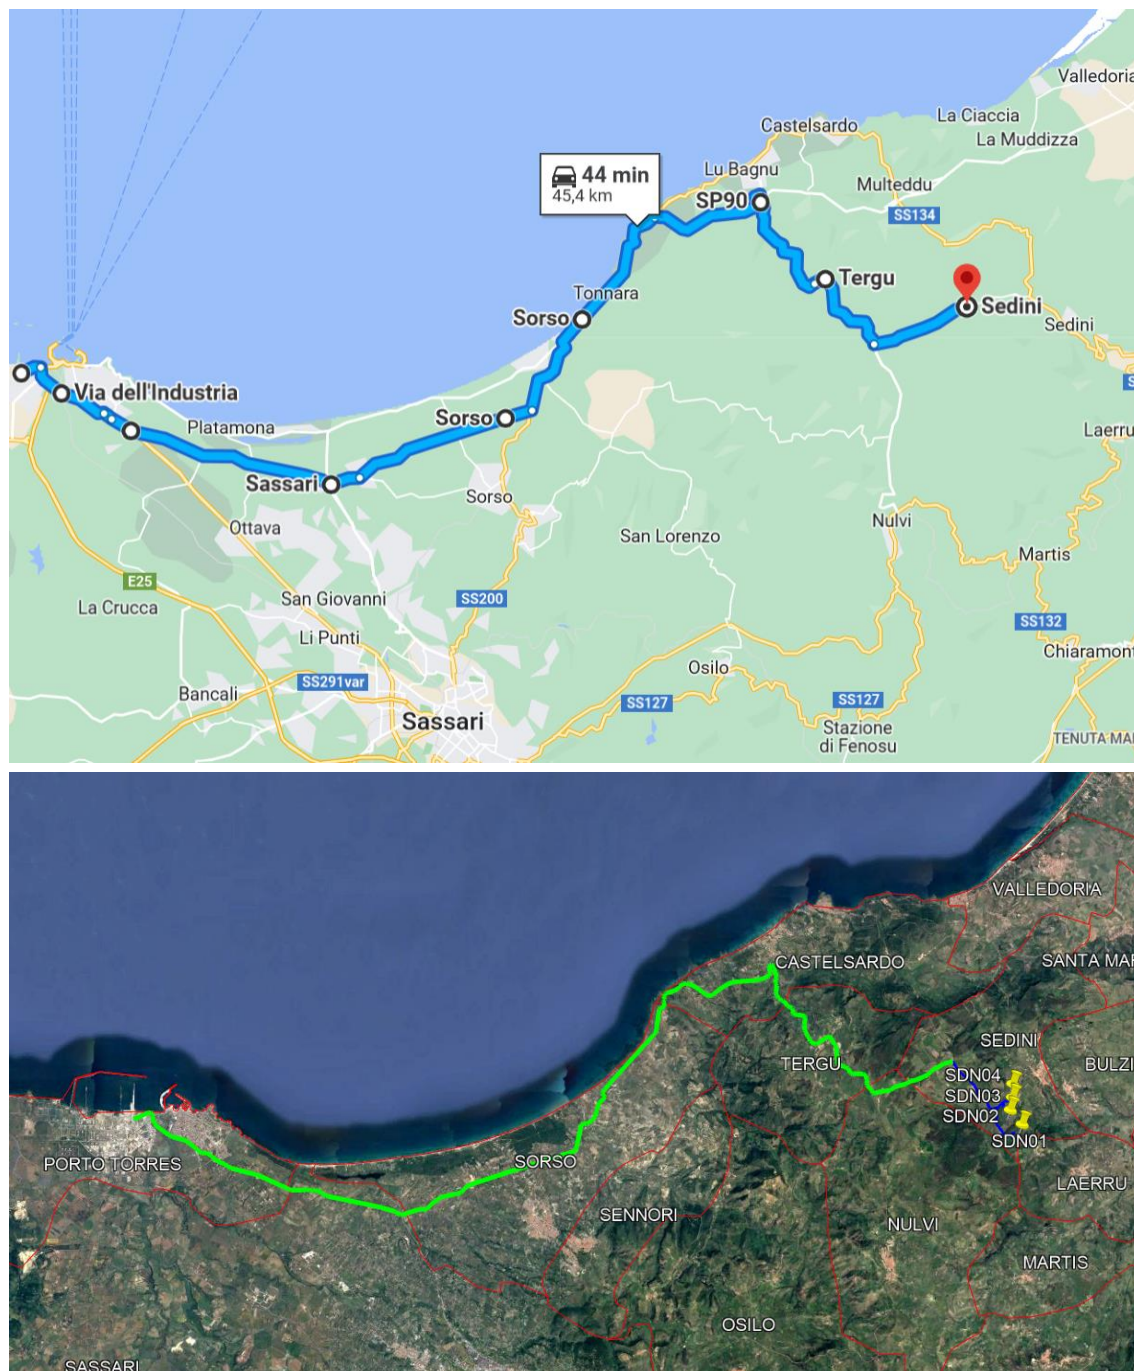 Valledoria
La Ciaccia
Castelsardo
La Muddizza
44 min
45,4 km
Lu Bagnu
Multeddu
SP90
SS134
Tergu
Tonnara
Sorso
Sedini
Sedini
Via dell'Industria
S
Platamona
Sorso
Laerru
Sassari
Sorso
Ottava
Nulvi
San Lorenzo
Martis
E25
La Crucca
San Giovanni
SS200
SS132
Li Punti
Chiaramont
Osilo
SS291var
Bancali
SS127
SS127
Sassari
Stazione
di Fenosu
TENUTA MA
VALLEDORIA
CASTELSARDO
SANTA MAR
SEDINI
TERGU
BULZI
SDN04
SDN03
SDN02
SDN01
PORTO TORRES
SORSO
LAERRU
SENNORI
NULVI
MARTIS
OSILO
SASSARI